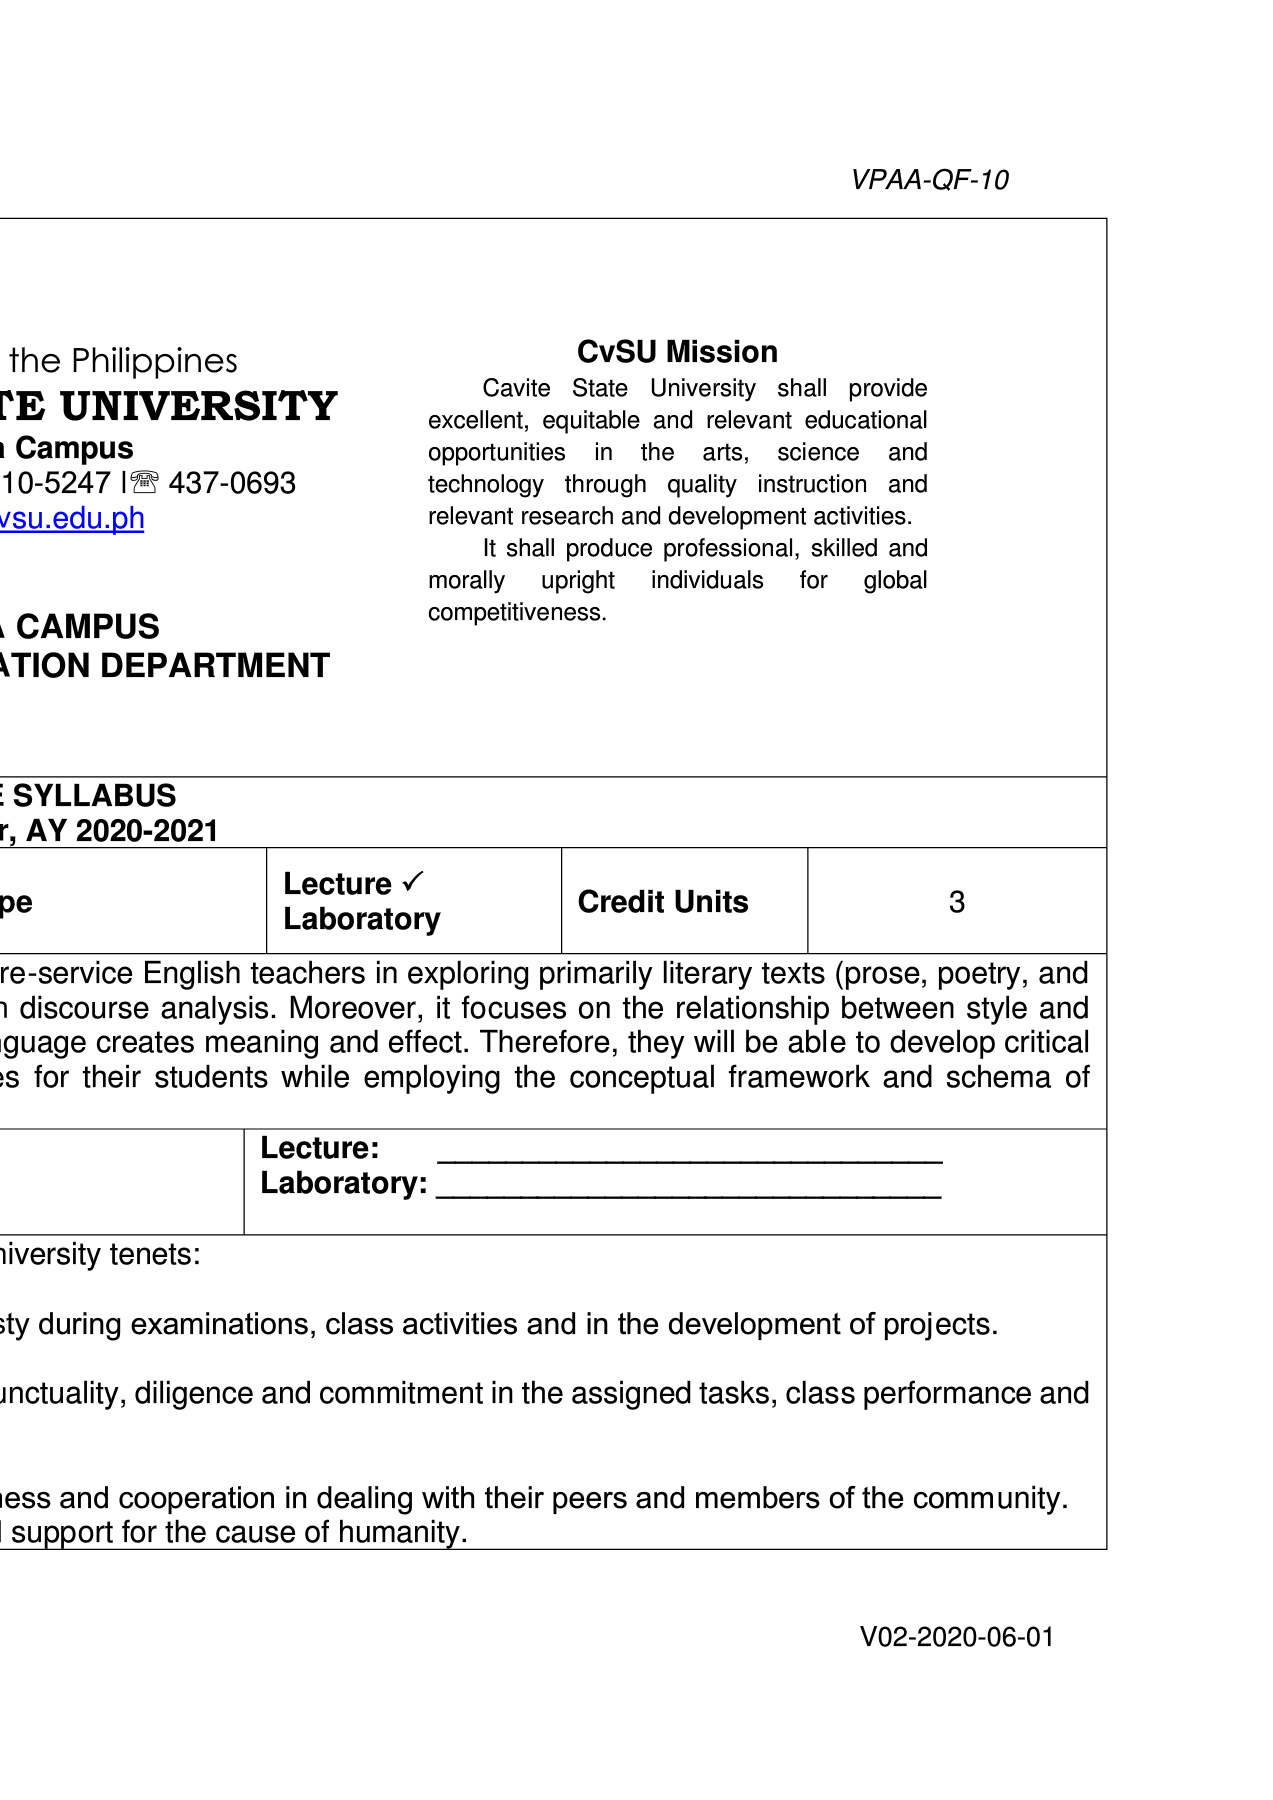 VPAA-QF-10
the Philippines
TE UNIVERSITY
Campus
10-5247 |☏ 437-0693
vsu.edu.ph
A CAMPUS
ATION DEPARTMENT
CvSU Mission
Cavite State University shall provide
excellent, equitable and relevant educational
opportunities in the arts, science and
technology through quality instruction and
relevant research and development activities.
It shall produce professional, skilled and
morally upright individuals for global
competitiveness.
E SYLLABUS
r, AY 2020-2021
pe
Lecture ✓
Laboratory
Credit Units
3
re-service English teachers in exploring primarily literary texts (prose, poetry, and
n discourse analysis. Moreover, it focuses on the relationship between style and
nguage creates meaning and effect. Therefore, they will be able to develop critical
es for their students while employing the conceptual framework and schema of
Lecture: ______________________________
Laboratory: ______________________________
niversity tenets:
sty during examinations, class activities and in the development of projects.
unctuality, diligence and commitment in the assigned tasks, class performance and
ness and cooperation in dealing with their peers and members of the community.
support for the cause of humanity.
V02-2020-06-01